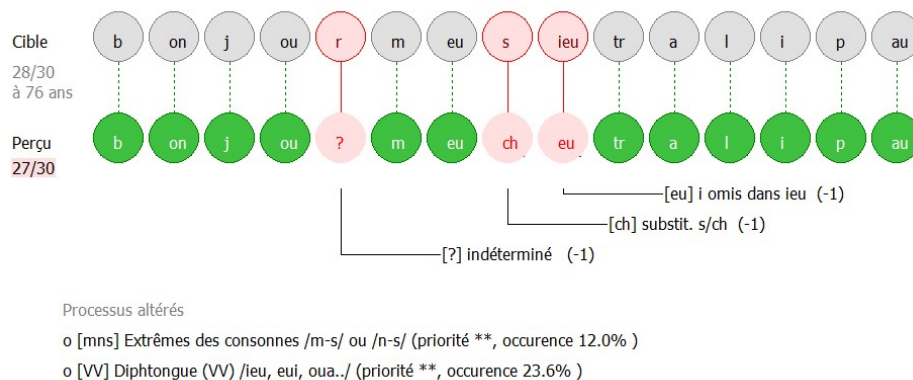 Cible b on j ou r m eu s ieu tr a l i p au
28/30
à 76 ans
Perçu b on j ou ? m eu ch eu tr a l i p au
27/30
[eu] i omis dans ieu (-1)
[ch] substit. s/ch (-1)
[?] indéterminé (-1)
Processus altérés
o [mns] Extrêmes des consonnes /m-s/ ou /n-s/ (priorité **, occurence 12.0% )
o [VV] Diphtongue (VV) /ieu, eui, oua../ (priorité **, occurence 23.6% )